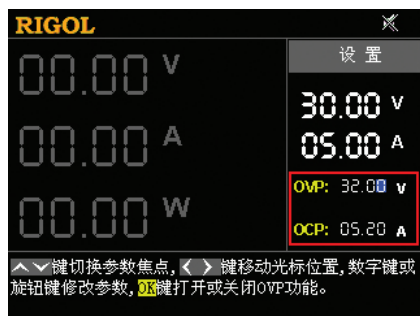 RIGOL
00.00 V
00.00 A
00.00 W
设 置
30.00 V
05.00 A
OVP: 32.00 V
OCP: 05.20 A
键切换参数焦点, 键移动光标位置, 数字键或
旋钮键修改参数, OK键打开或关闭OVP功能。